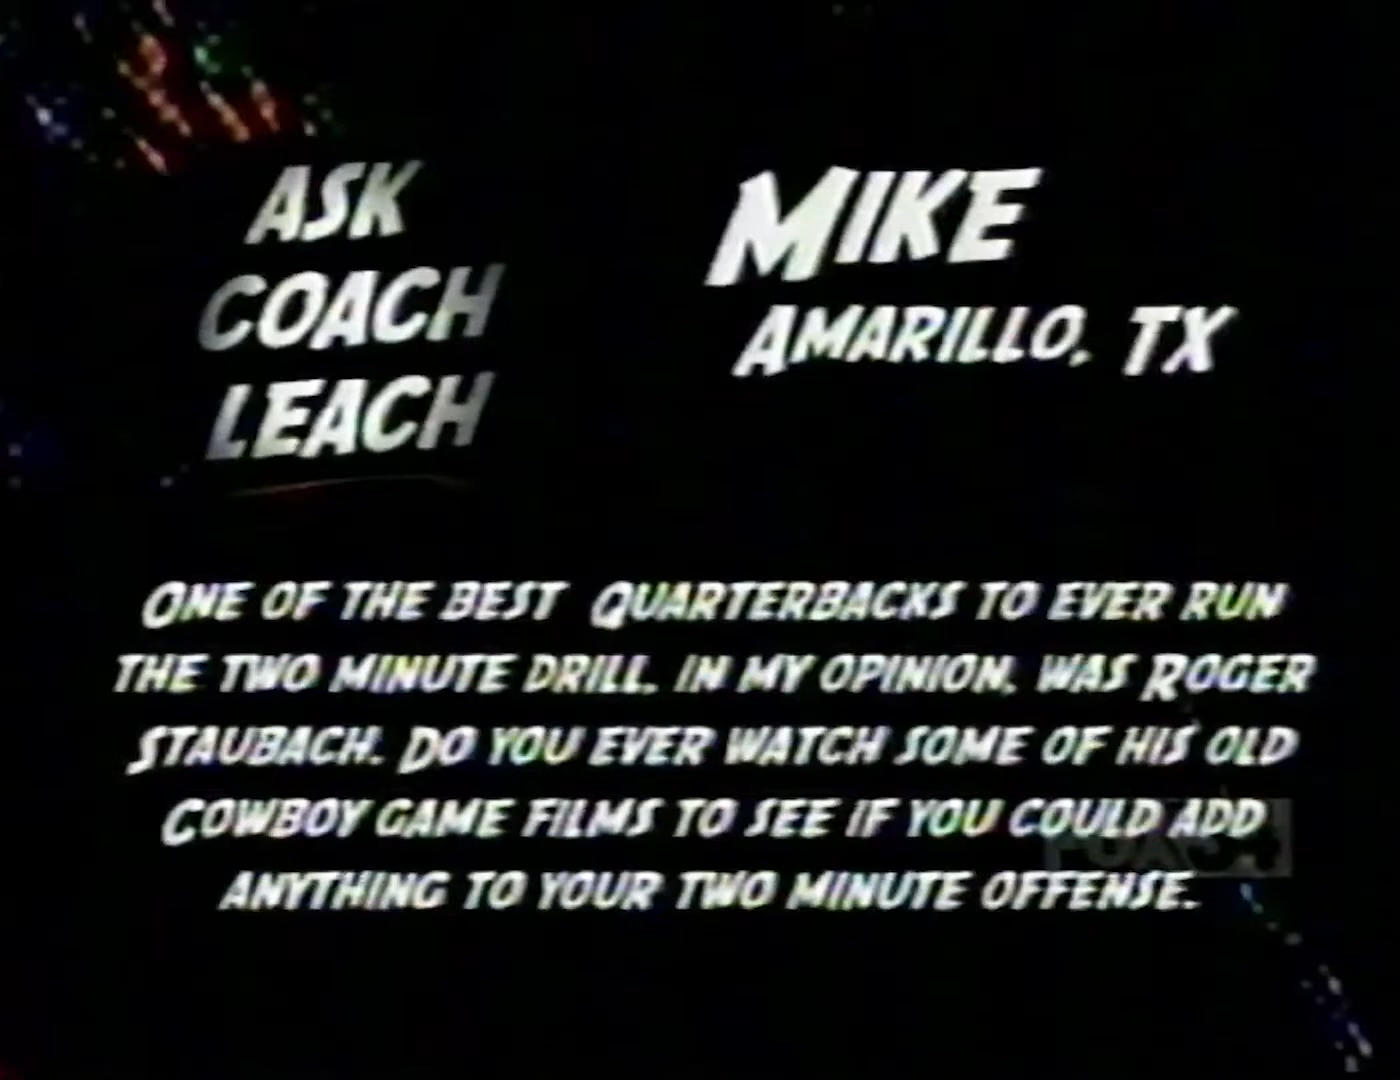 ASK
COACH
LEACH
MIKE
AMARILLO, TX
ONE OF THE BEST QUARTERBACKS TO EVER RUN
THE TWO MINUTE DRILL, IN MY OPINION, WAS ROGER
STAUBACH. DO YOU EVER WATCH SOME OF HIS OLD
COWBOY GAME FILMS TO SEE IF YOU COULD ADD
ANYTHING TO YOUR TWO MINUTE OFFENSE.
FOX34